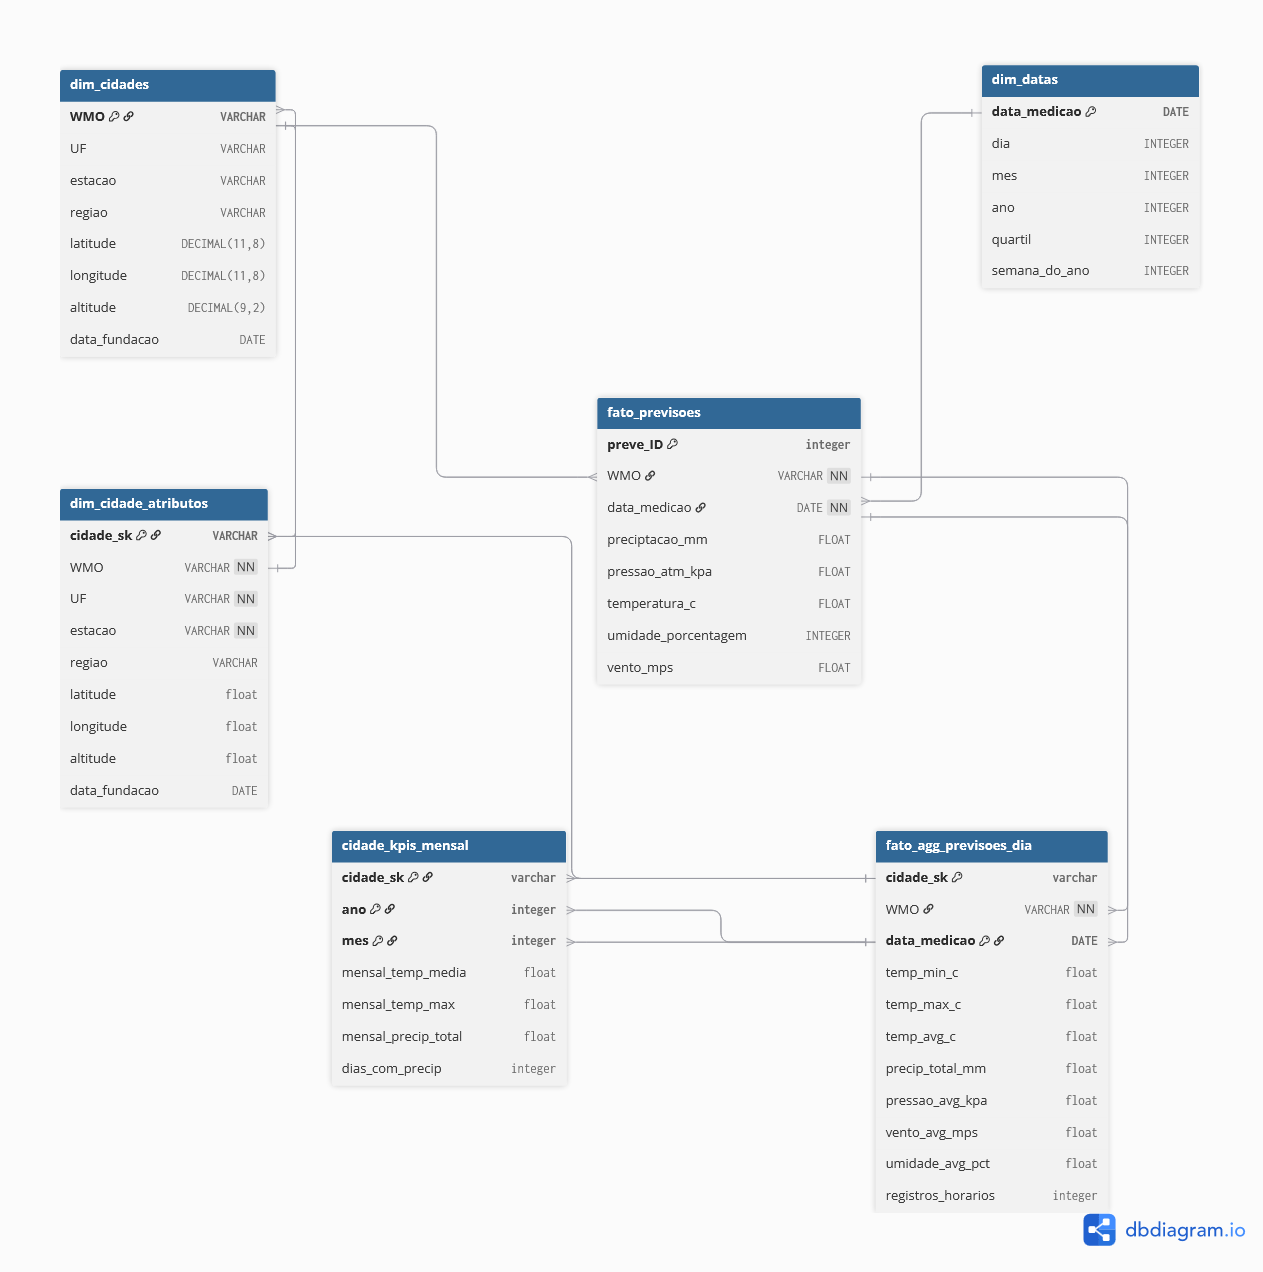 dim_cidades
WMO VARCHAR
UF VARCHAR
estacao VARCHAR
regiao VARCHAR
latitude DECIMAL(11,8)
longitude DECIMAL(11,8)
altitude DECIMAL(9,2)
data_fundacao DATE
dim_datas
data_medicao DATE
dia INTEGER
mes INTEGER
ano INTEGER
quartil INTEGER
semana_do_ano INTEGER
fato_previsoes
preve_ID integer
WMO VARCHAR NN
data_medicao DATE NN
preciptacao_mm FLOAT
pressao_atm_kpa FLOAT
temperatura_c FLOAT
umidade_porcentagem INTEGER
vento_mps FLOAT
dim_cidade_atributos
cidade_sk VARCHAR
WMO VARCHAR NN
UF VARCHAR NN
estacao VARCHAR NN
regiao VARCHAR
latitude float
longitude float
altitude float
data_fundacao DATE
cidade_kpis_mensal
cidade_sk varchar
ano integer
mes integer
mensal_temp_media float
mensal_temp_max float
mensal_precip_total float
dias_com_precip integer
fato_agg_previsoes_dia
cidade_sk varchar
WMO VARCHAR NN
data_medicao DATE
temp_min_c float
temp_max_c float
temp_avg_c float
precip_total_mm float
pressao_avg_kpa float
vento_avg_mps float
umidade_avg_pct float
registros_horarios integer
dbdiagram.io